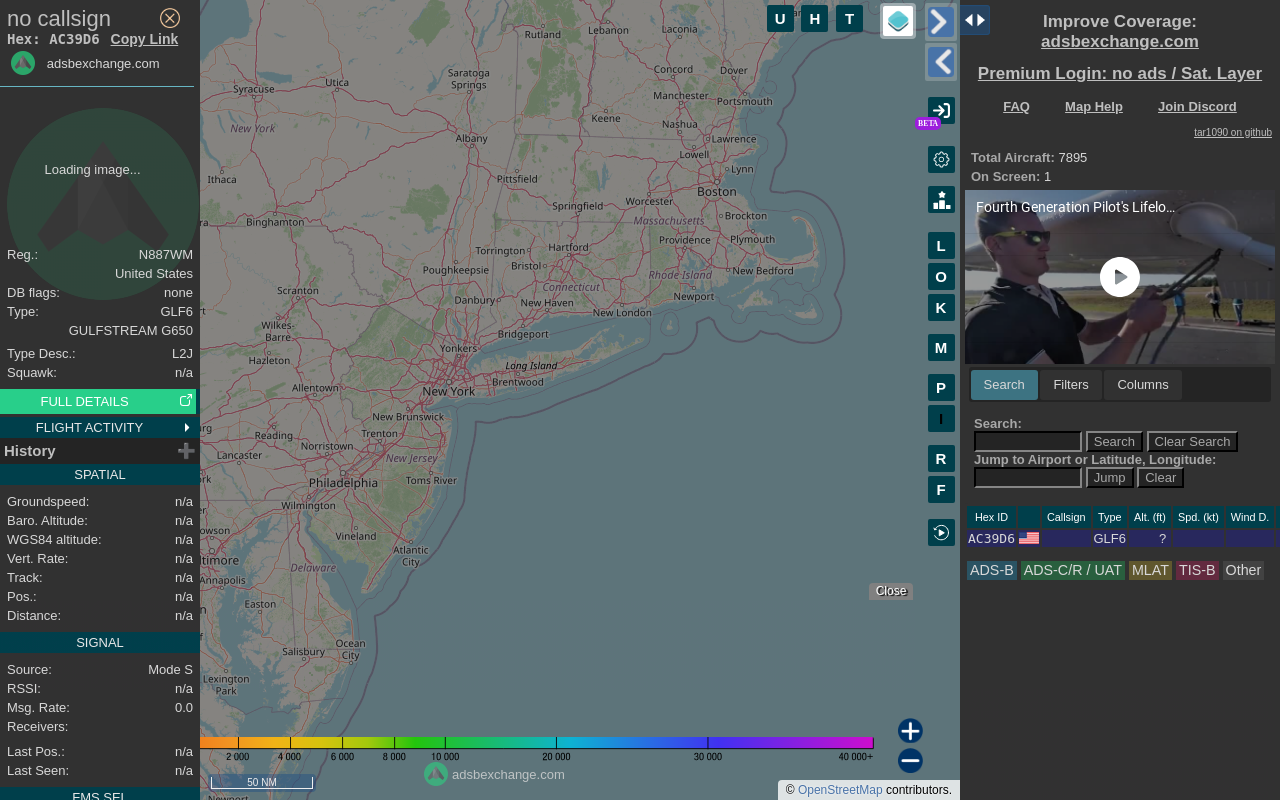 no callsign
Hex: AC39D6 Copy Link
adsbexchange.com
Loading image...
Reg.: N887WM
United States
DB flags: none
Type: GLF6
GULFSTREAM G650
Type Desc.: L2J
Squawk: n/a
FULL DETAILS
FLIGHT ACTIVITY
History
SPATIAL
Groundspeed: n/a
Baro. Altitude: n/a
WGS84 altitude: n/a
Vert. Rate: n/a
Track: n/a
Pos.: n/a
Distance: n/a
SIGNAL
Source: Mode S
RSSI: n/a
Msg. Rate: 0.0
Receivers:
Last Pos.: n/a
Last Seen: n/a
FMS SEL
Rutland
Lebanon
Laconia
Concord
Dover
Saratoga
Springs
Utica
Syracuse
Manchester
Portsmouth
Keene
Nashua
New York
Albany
Lawrence
Lowell
Lynn
Ithaca
Pittsfield
Boston
Worcester
Springfield
Massachusetts
Brockton
Binghamton
Torrington
Hartford
Providence
Plymouth
Bristol
Poughkeepsie
Rhode Island
New Bedford
Connecticut
Scranton
Danbury
New Haven
Newport
New London
Wilkes-
Barre
Bridgeport
Yonkers
Hazleton
Long Island
Brentwood
Allentown
New York
New Brunswick
Reading
Trenton
Norristown
Lancaster
New Jersey
Toms River
Philadelphia
Wilmington
Vineland
Atlantic
City
Delaware
Annapolis
Easton
Ocean
City
Salisbury
Lexington
Park
Newport
U H T
BETA
L
O
K
M
P
I
R
F
Close
2 000 4 000 6 000 8 000 10 000 20 000 30 000 40 000+
adsbexchange.com
50 NM
© OpenStreetMap contributors.
Improve Coverage:
adsbexchange.com
Premium Login: no ads / Sat. Layer
FAQ Map Help Join Discord
tar1090 on github
Total Aircraft: 7895
On Screen: 1
Fourth Generation Pilot's Lifelo...
Search Filters Columns
Search:
Search Clear Search
Jump to Airport or Latitude, Longitude:
Jump Clear
Hex ID Callsign Type Alt. (ft) Spd. (kt) Wind D.
AC39D6 GLF6 ?
ADS-B ADS-C/R / UAT MLAT TIS-B Other